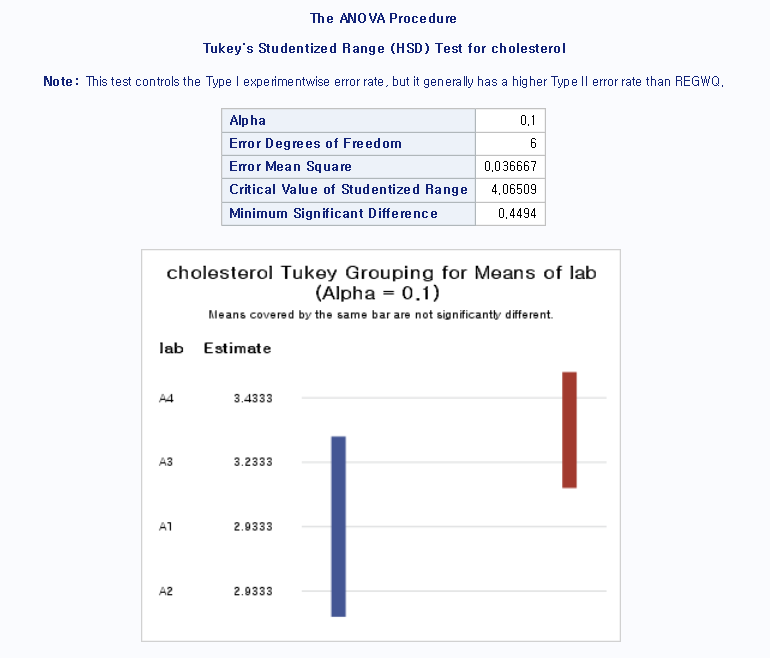 The ANOVA Procedure
Tukey's Studentized Range (HSD) Test for cholesterol
Note: This test controls the Type I experimentwise error rate, but it generally has a higher Type II error rate than REGWQ.
Alpha 0.1
Error Degrees of Freedom 6
Error Mean Square 0.036667
Critical Value of Studentized Range 4.06509
Minimum Significant Difference 0.4494
cholesterol Tukey Grouping for Means of lab
(Alpha = 0.1)
Means covered by the same bar are not significantly different.
lab Estimate
A4 3.4333
A3 3.2333
A1 2.9333
A2 2.9333